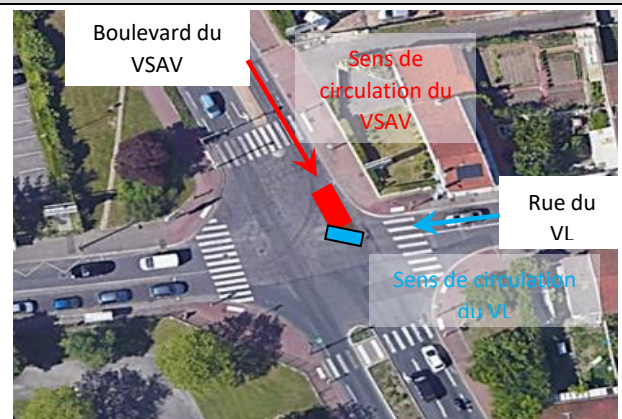 Boulevard du
VSAV
Sens de
circulation du
VSAV
Rue du
VL
Sens de circulation
du VL